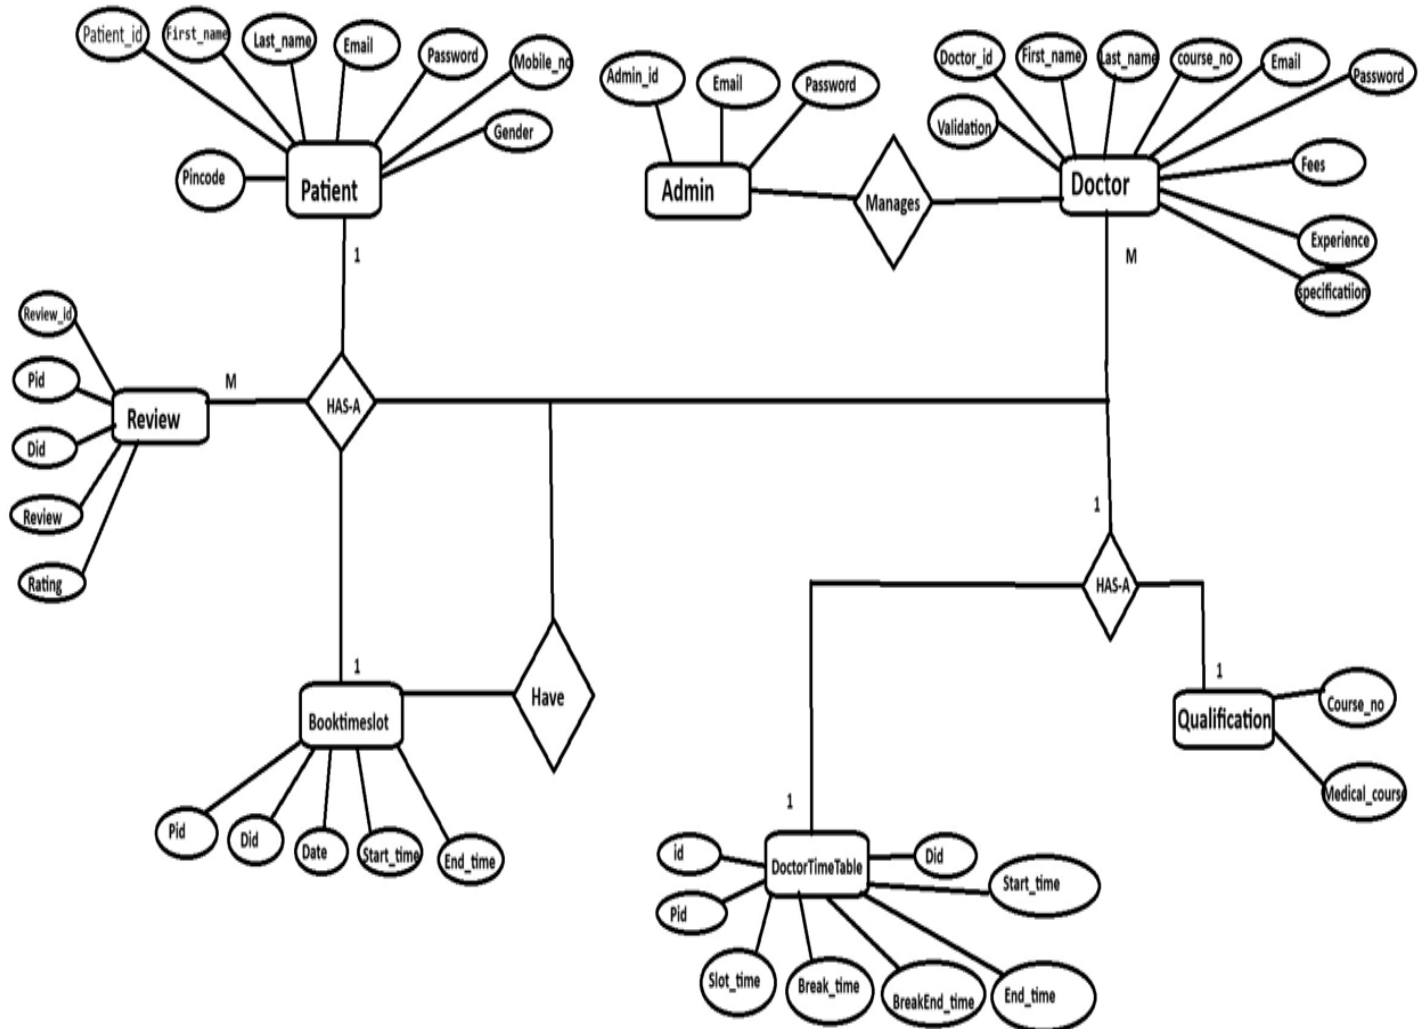 Patient_id
First_name
Last_name
Email
Password
Mobile_no
Gender
Pincode
Patient
1
Admin_id
Email
Password
Admin
Manages
Doctor_id
First_name
Last_name
course_no
Email
Password
Validation
Fees
Experience
specificatiion
Doctor
M
Review_id
Pid
Did
Review
Rating
Review
M
HAS-A
1
Booktimeslot
Have
Pid
Did
Date
Start_time
End_time
1
HAS-A
1
Qualification
Course_no
Medical_course
1
DoctorTimeTable
id
Pid
Did
Start_time
Slot_time
Break_time
BreakEnd_time
End_time